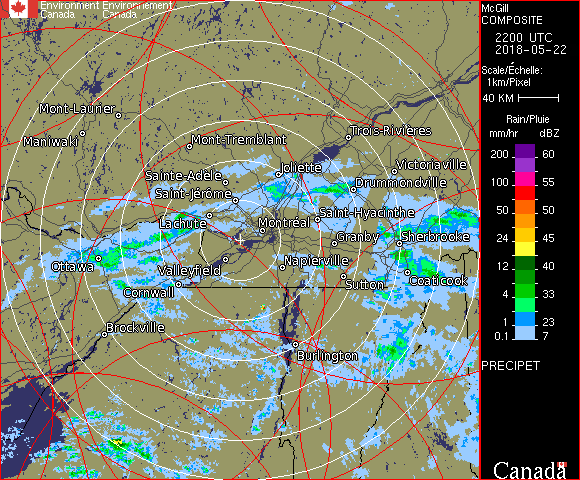 Environment Environnement
Canada Canada
McGill
COMPOSITE
2200 UTC
2018-05-22
Scale/Échelle:
1km/Pixel
40 KM
Rain/Pluie
mm/hr dBZ
200 60
100 55
50 50
24 45
12 40
4 33
1 23
0.1 7
PRECIPET
Canada
Mont-Laurier
Maniwaki
Mont-Tremblant
Trois-Rivières
Joliette
Victoriaville
Sainte-Adèle
Drummondville
Saint-Jérôme
Saint-Hyacinthe
Lachute
Montréal
Granby
Sherbrooke
Ottawa
Valleyfield
Napierville
Sutton
Coaticook
Cornwall
Brockville
Burlington